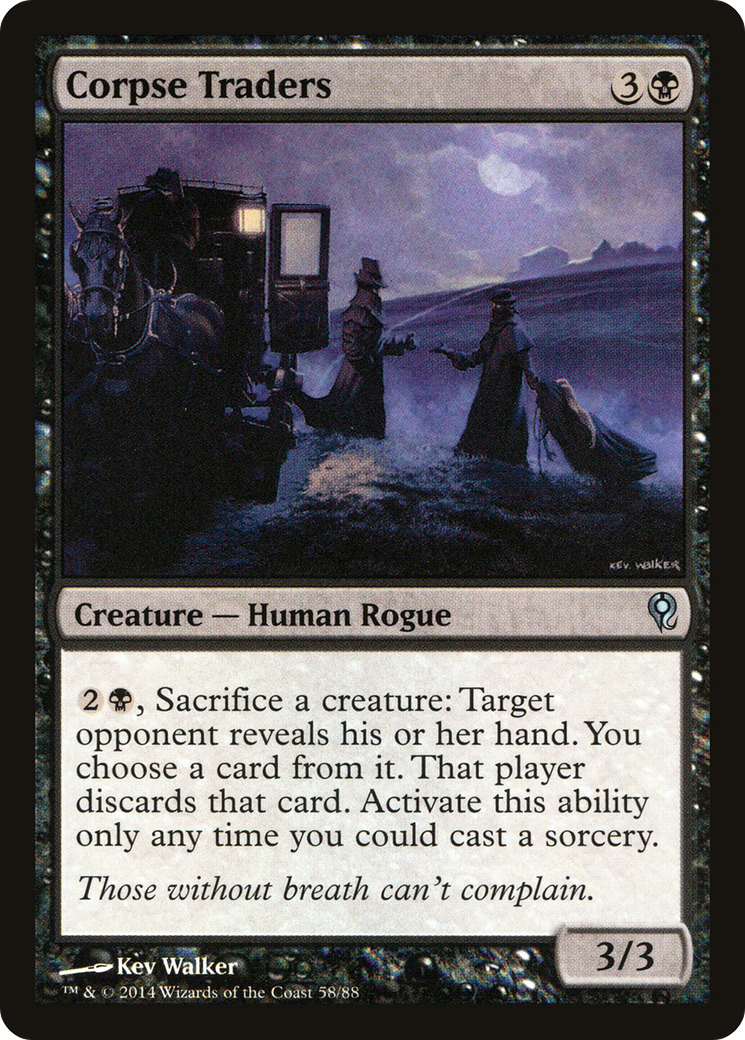 Corpse Traders 3
KEV. WALKER
Creature — Human Rogue
2, Sacrifice a creature: Target
opponent reveals his or her hand. You
choose a card from it. That player
discards that card. Activate this ability
only any time you could cast a sorcery.
Those without breath can't complain.
3/3
Kev Walker
™ & © 2014 Wizards of the Coast 58/88